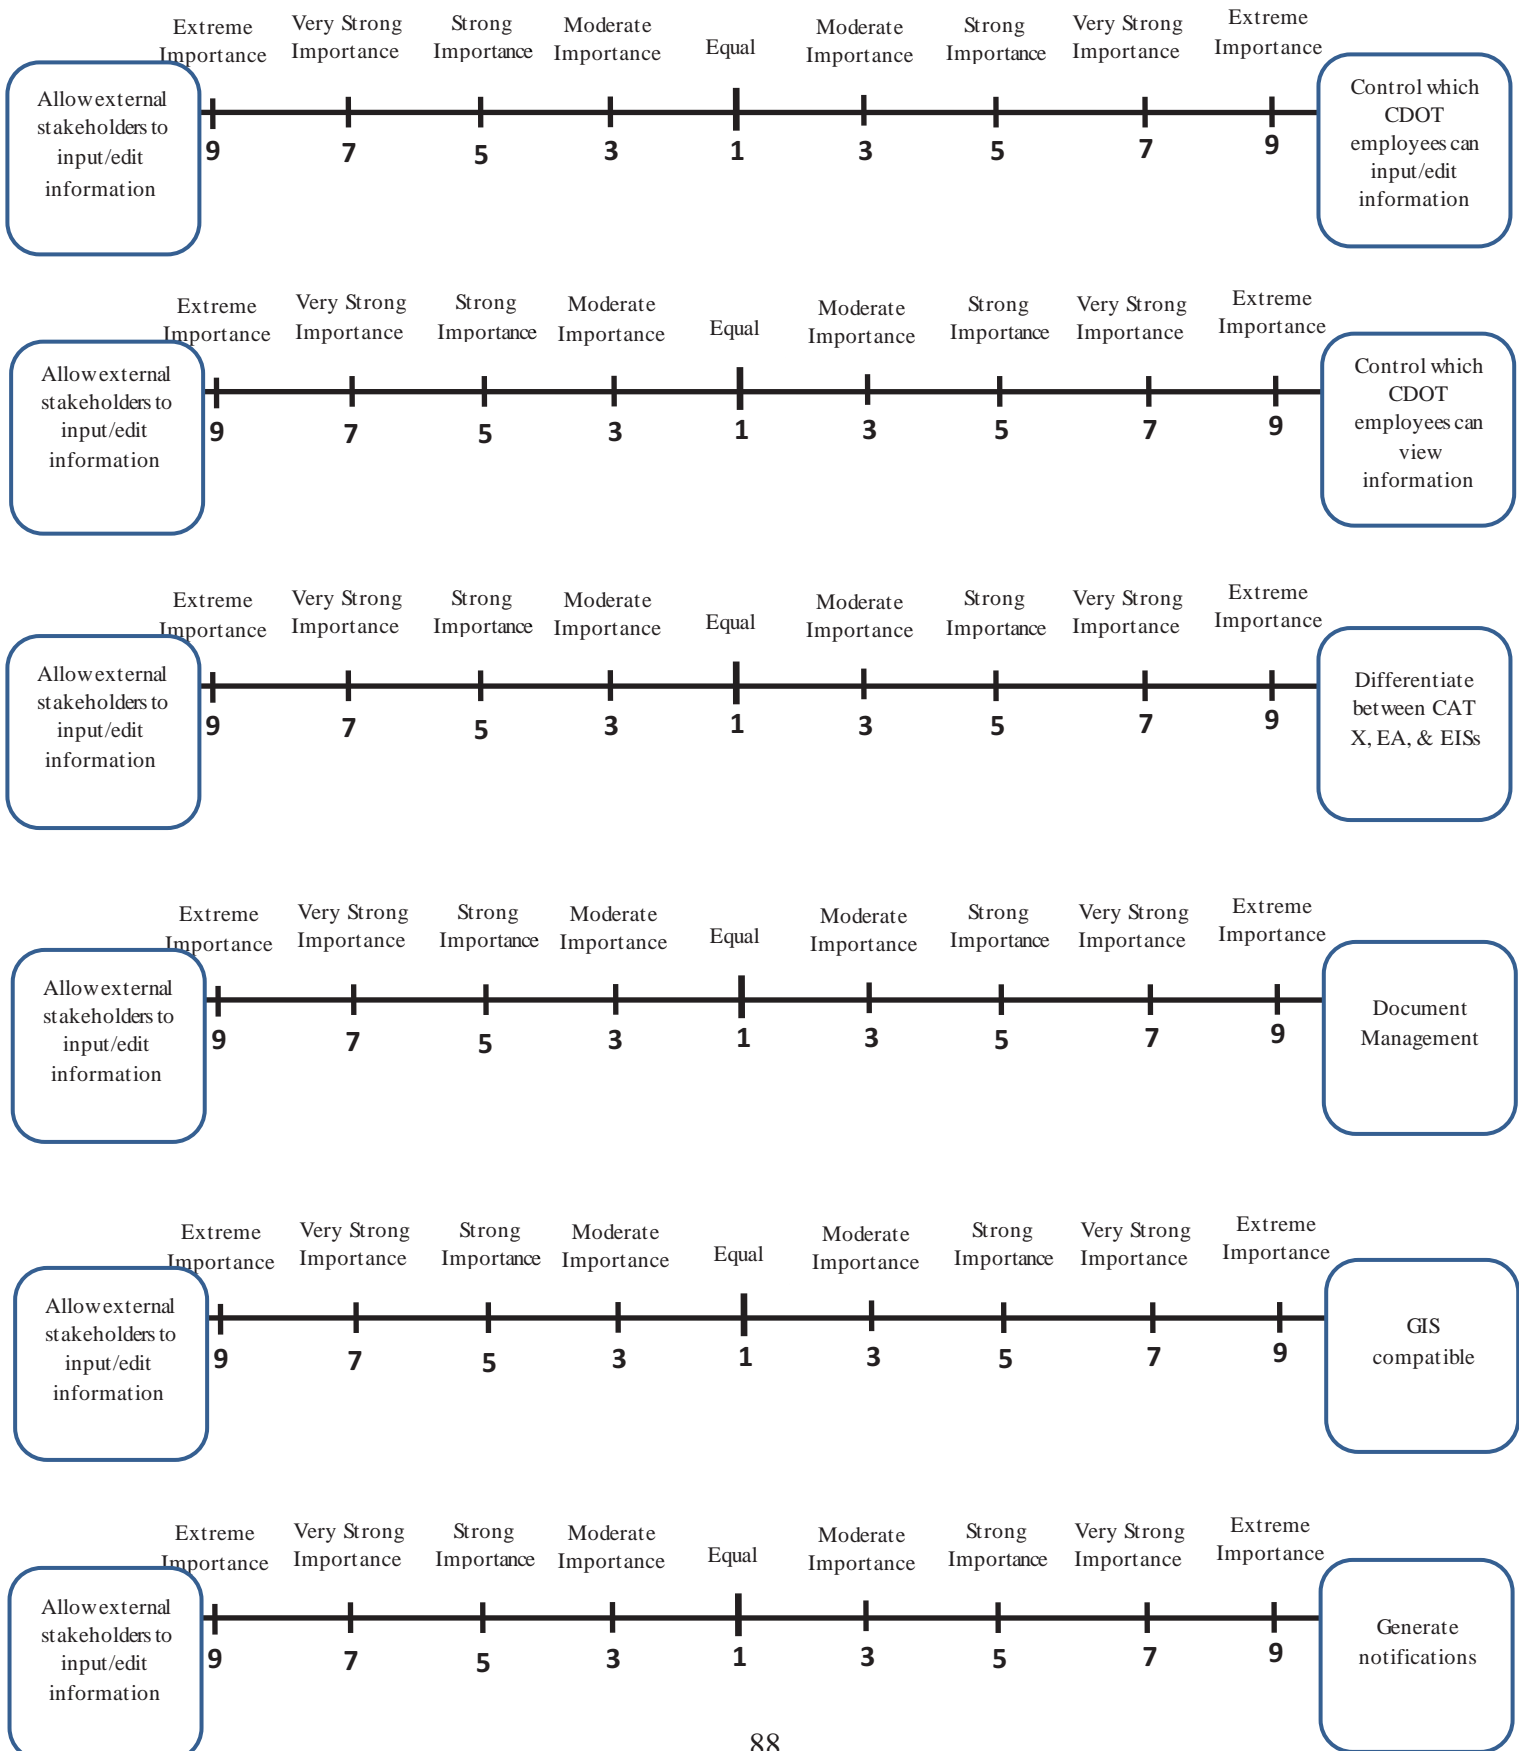 Extreme Very Strong Strong Moderate Equal Moderate Strong Very Strong Extreme
Importance Importance Importance Importance Importance Importance Importance Importance
Allow external
stakeholders to
input/edit
information
9 7 5 3 1 3 5 7 9
Control which
CDOT
employees can
input/edit
information
Extreme Very Strong Strong Moderate Equal Moderate Strong Very Strong Extreme
Importance Importance Importance Importance Importance Importance Importance Importance
Allow external
stakeholders to
input/edit
information
9 7 5 3 1 3 5 7 9
Control which
CDOT
employees can
view
information
Extreme Very Strong Strong Moderate Equal Moderate Strong Very Strong Extreme
Importance Importance Importance Importance Importance Importance Importance Importance
Allow external
stakeholders to
input/edit
information
9 7 5 3 1 3 5 7 9
Differentiate
between CAT
X, EA, & EISs
Extreme Very Strong Strong Moderate Equal Moderate Strong Very Strong Extreme
Importance Importance Importance Importance Importance Importance Importance Importance
Allow external
stakeholders to
input/edit
information
9 7 5 3 1 3 5 7 9
Document
Management
Extreme Very Strong Strong Moderate Equal Moderate Strong Very Strong Extreme
Importance Importance Importance Importance Importance Importance Importance Importance
Allow external
stakeholders to
input/edit
information
9 7 5 3 1 3 5 7 9
GIS
compatible
Extreme Very Strong Strong Moderate Equal Moderate Strong Very Strong Extreme
Importance Importance Importance Importance Importance Importance Importance Importance
Allow external
stakeholders to
input/edit
information
9 7 5 3 1 3 5 7 9
Generate
notifications
88